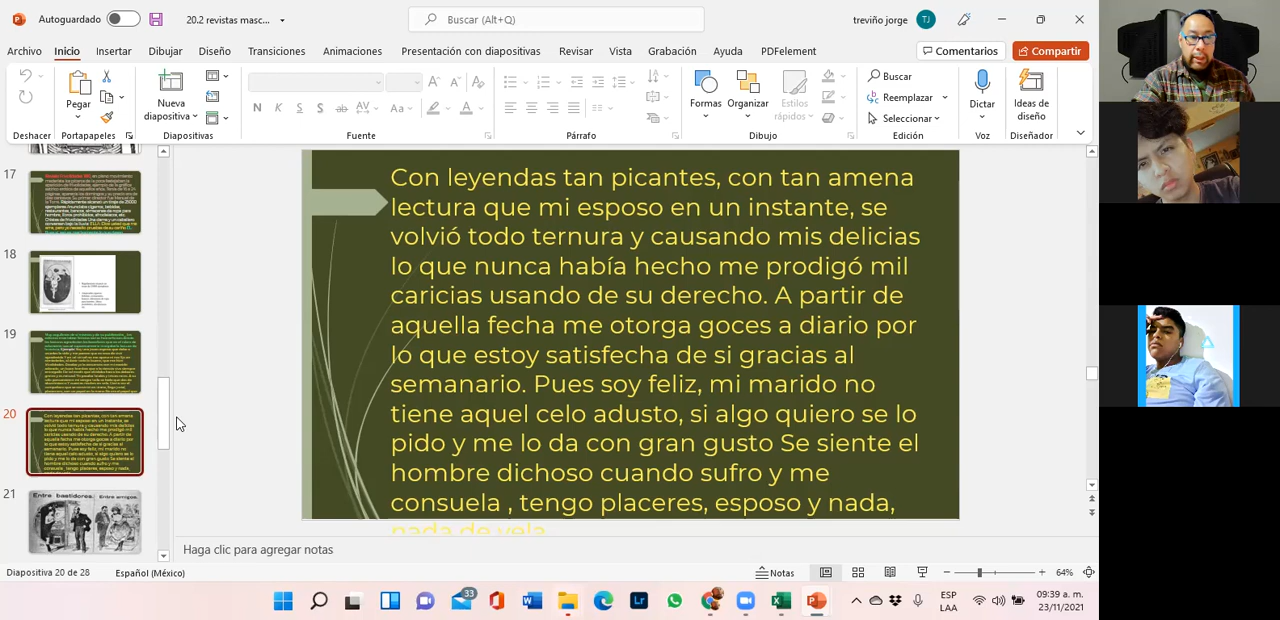 Autoguardado
20.2 revistas masc...
Buscar (Alt+Q)
treviño jorge
TJ
Archivo Inicio Insertar Dibujar Diseño Transiciones Animaciones Presentación con diapositivas Revisar Vista Grabación Ayuda PDFelement
Comentarios
Compartir
Deshacer
Pegar
Portapapeles
Nueva
diapositiva
Diapositivas
N K S S ab AV Aa A
Fuente
Párrafo
Formas
Organizar
Estilos
rápidos
Dibujo
Buscar
Reemplazar
Seleccionar
Edición
Dictar
Voz
Ideas de
diseño
Diseñador
17
18
19
20
21
Entre bastidores: Entre amigos.
Con leyendas tan picantes, con tan amena
lectura que mi esposo en un instante, se
volvió todo ternura y causando mis delicias
lo que nunca había hecho me prodigó mil
caricias usando de su derecho. A partir de
aquella fecha me otorga goces a diario por
lo que estoy satisfecha de si gracias al
semanario. Pues soy feliz, mi marido no
tiene aquel celo adusto, si algo quiero se lo
pido y me lo da con gran gusto Se siente el
hombre dichoso cuando sufro y me
consuela , tengo placeres, esposo y nada,
nada de vela
Haga clic para agregar notas
Diapositiva 20 de 28
Español (México)
Notas
64%
33
ESP
LAA
09:39 a. m.
23/11/2021